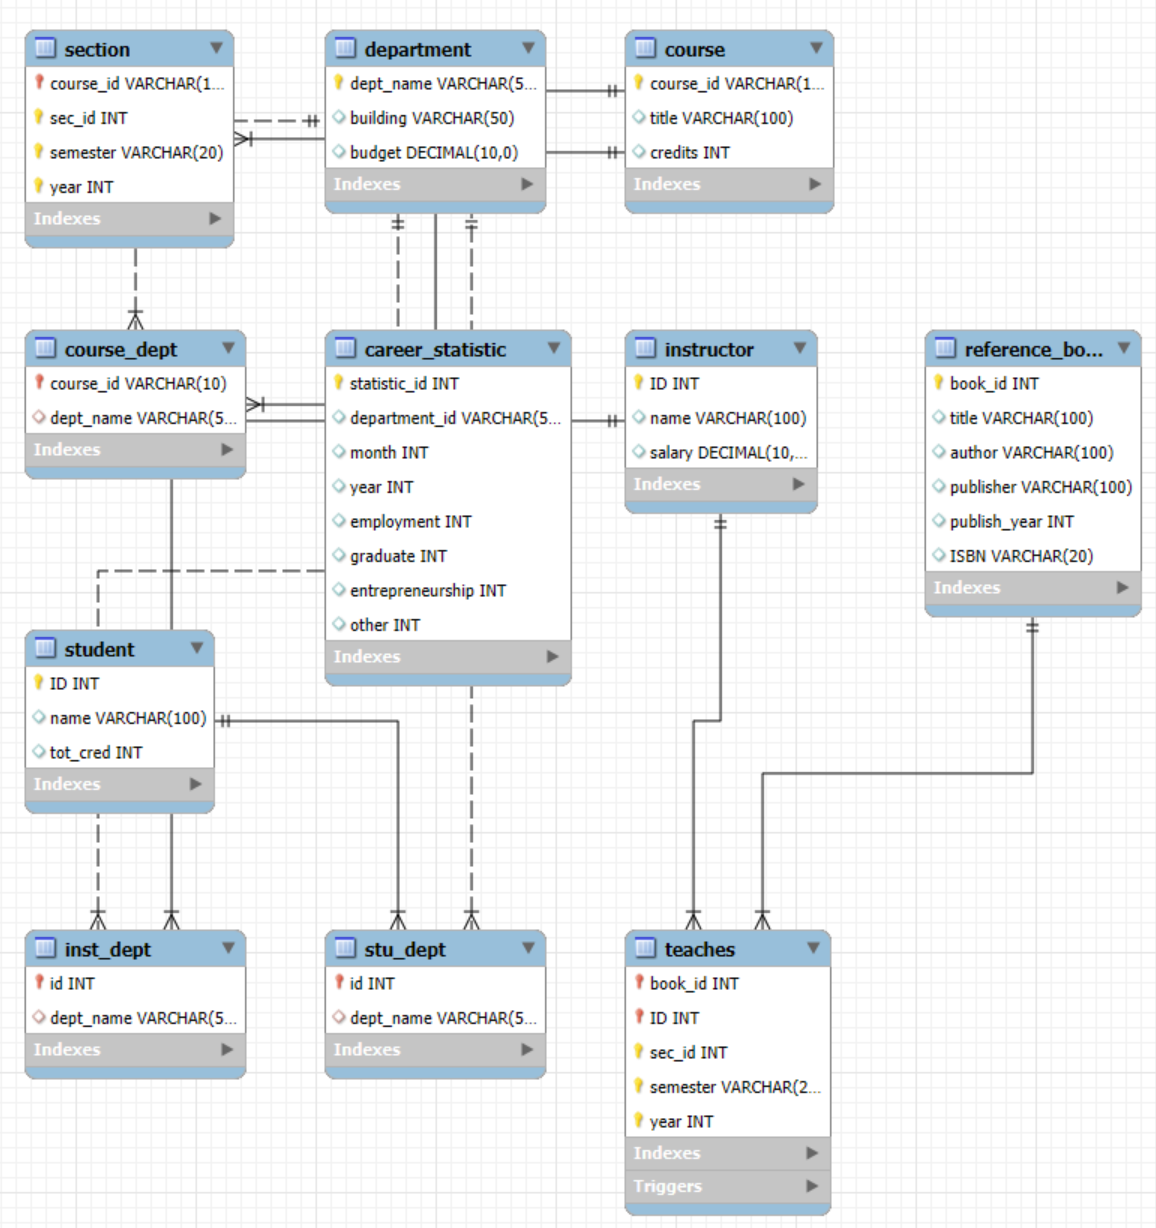 section
course_id VARCHAR(1...
sec_id INT
semester VARCHAR(20)
year INT
Indexes
department
dept_name VARCHAR(5...
building VARCHAR(50)
budget DECIMAL(10,0)
Indexes
course
course_id VARCHAR(1...
title VARCHAR(100)
credits INT
Indexes
course_dept
course_id VARCHAR(10)
dept_name VARCHAR(5...
Indexes
career_statistic
statistic_id INT
department_id VARCHAR(5...
month INT
year INT
employment INT
graduate INT
entrepreneurship INT
other INT
Indexes
instructor
ID INT
name VARCHAR(100)
salary DECIMAL(10,...
Indexes
reference_bo...
book_id INT
title VARCHAR(100)
author VARCHAR(100)
publisher VARCHAR(100)
publish_year INT
ISBN VARCHAR(20)
Indexes
student
ID INT
name VARCHAR(100)
tot_cred INT
Indexes
inst_dept
id INT
dept_name VARCHAR(5...
Indexes
stu_dept
id INT
dept_name VARCHAR(5...
Indexes
teaches
book_id INT
ID INT
sec_id INT
semester VARCHAR(2...
year INT
Indexes
Triggers